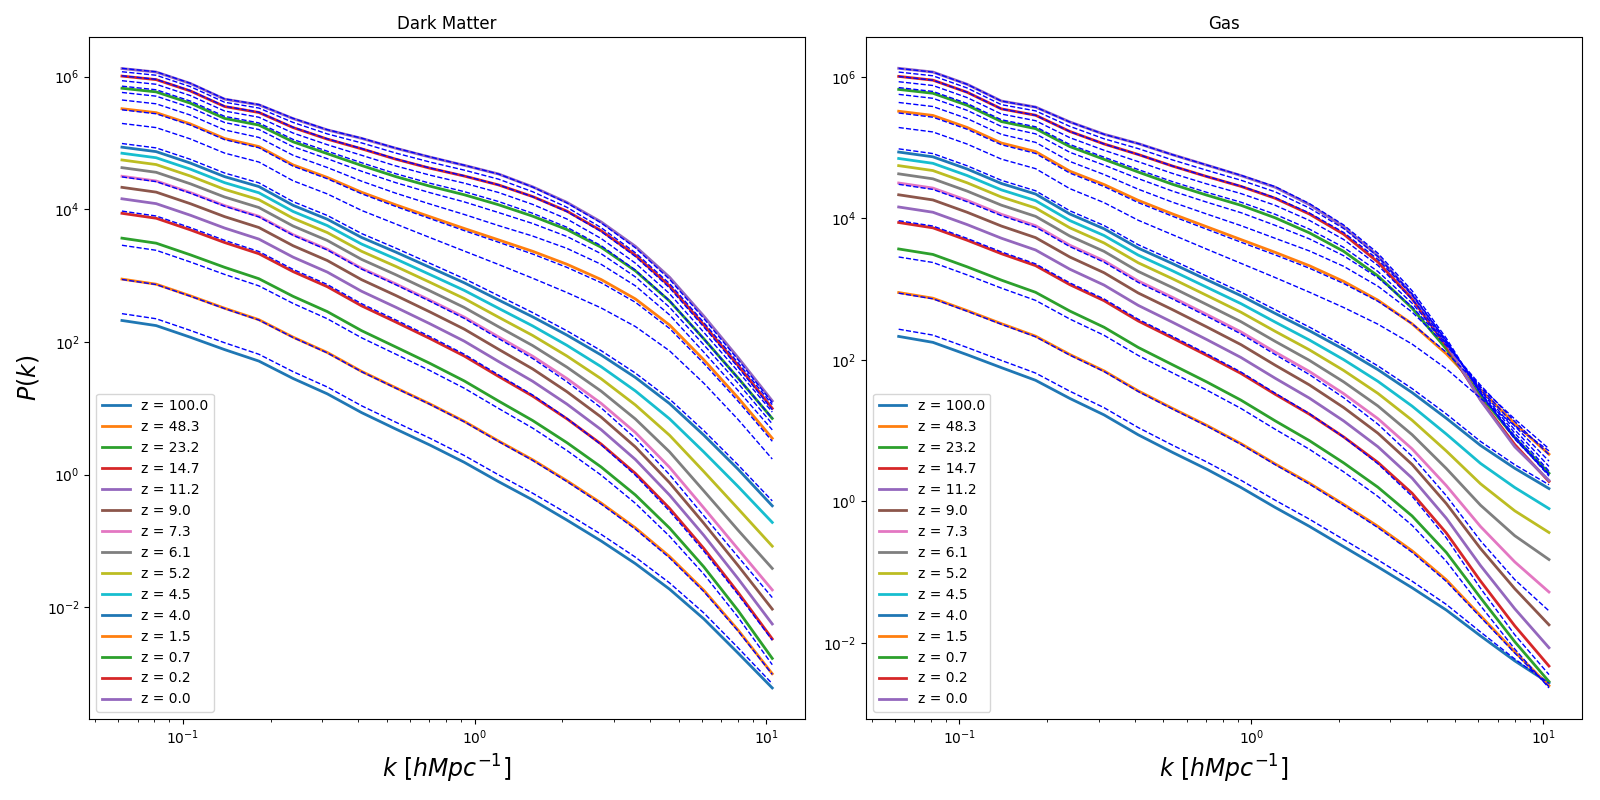 Dark Matter
P(k)
10^6
10^4
10^2
10^0
10^-2
z = 100.0
z = 48.3
z = 23.2
z = 14.7
z = 11.2
z = 9.0
z = 7.3
z = 6.1
z = 5.2
z = 4.5
z = 4.0
z = 1.5
z = 0.7
z = 0.2
z = 0.0
10^-1
10^0
10^1
k [hMpc^-1]
Gas
10^6
10^4
10^2
10^0
10^-2
z = 100.0
z = 48.3
z = 23.2
z = 14.7
z = 11.2
z = 9.0
z = 7.3
z = 6.1
z = 5.2
z = 4.5
z = 4.0
z = 1.5
z = 0.7
z = 0.2
z = 0.0
10^-1
10^0
10^1
k [hMpc^-1]